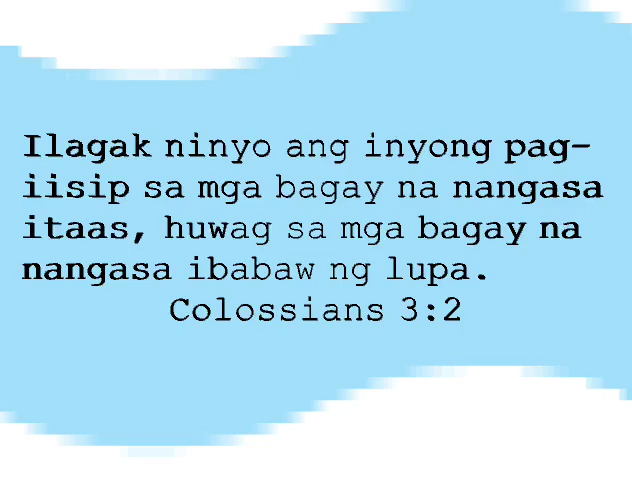 Ilagak ninyo ang inyong pag-
iisip sa mga bagay na nangasa
itaas, huwag sa mga bagay na
nangasa ibabaw ng lupa.
Colossians 3:2